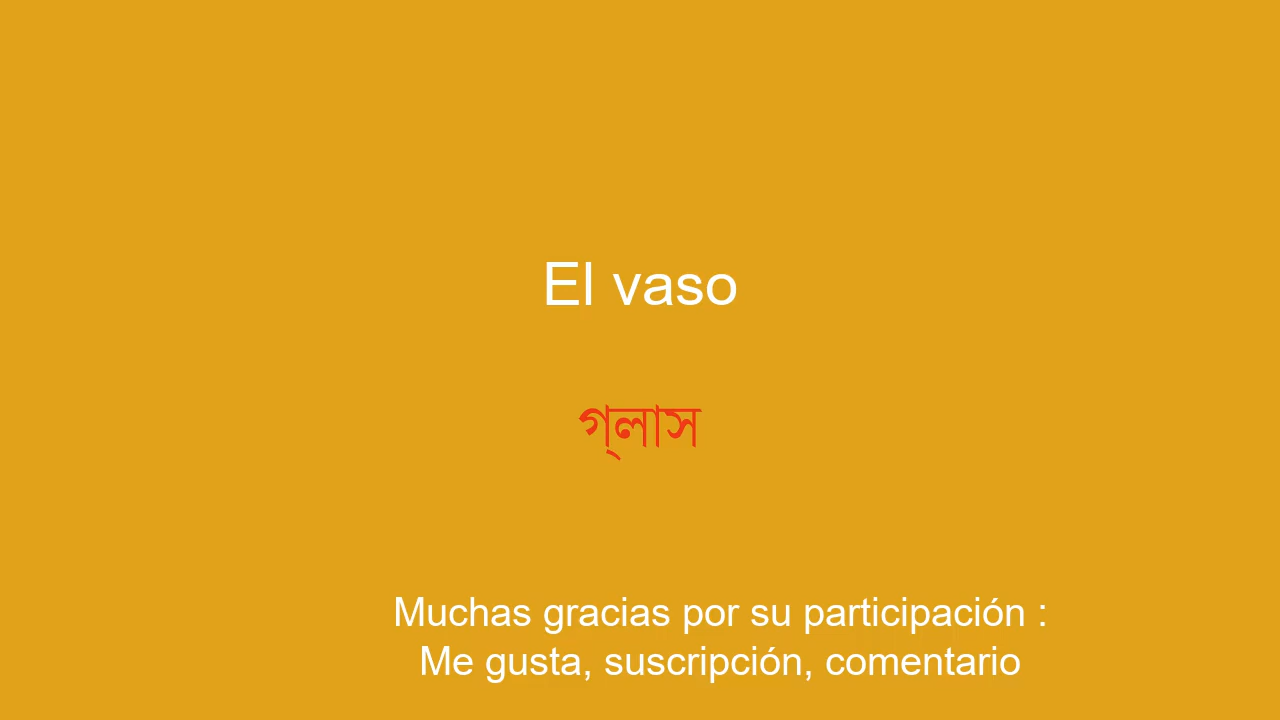 El vaso
গ্‌লাস
Muchas gracias por su participación :
Me gusta, suscripción, comentario